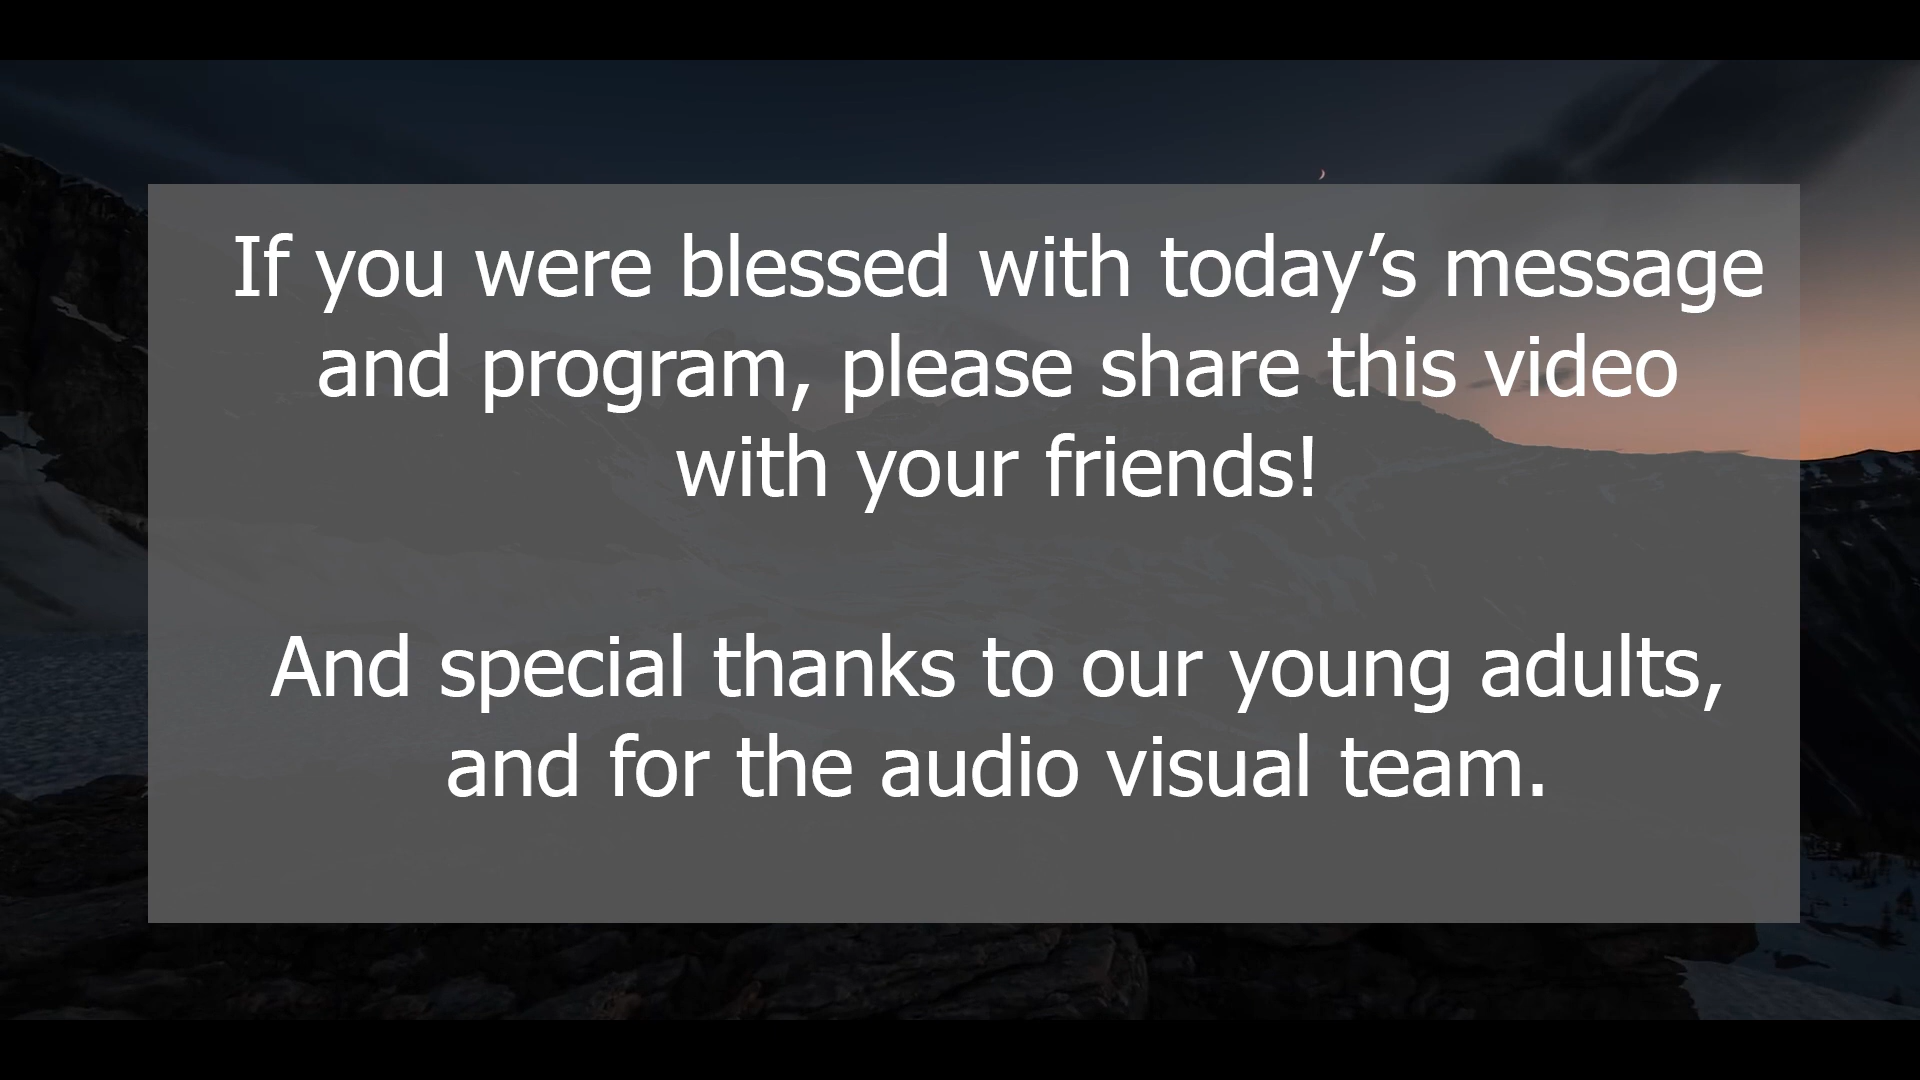 If you were blessed with today’s message
and program, please share this video
with your friends!
And special thanks to our young adults,
and for the audio visual team.